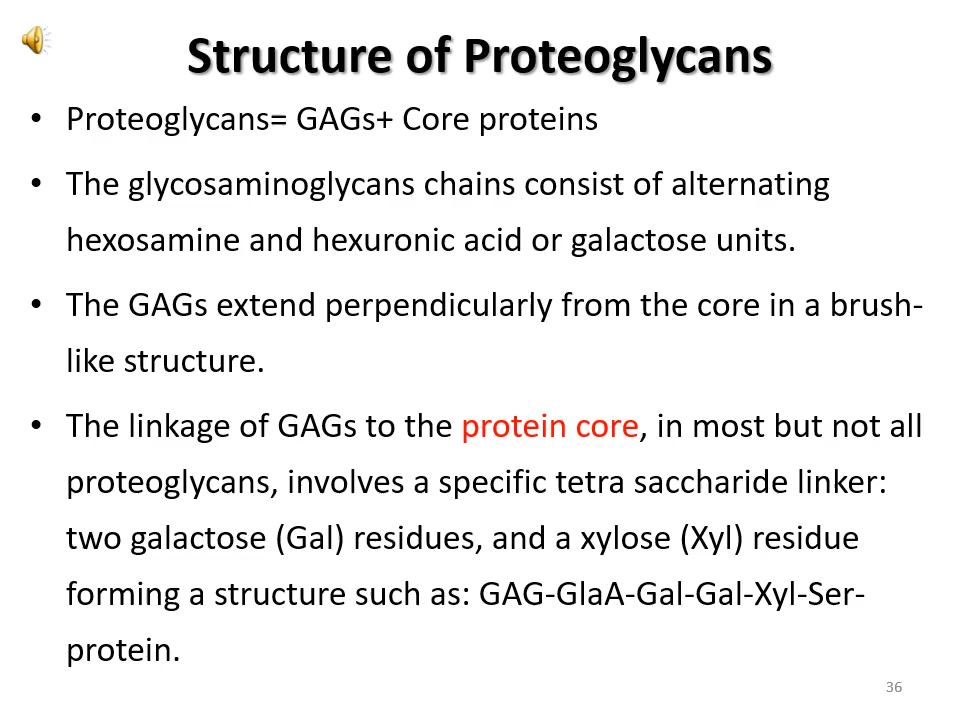 Structure of Proteoglycans
• Proteoglycans= GAGs+ Core proteins
• The glycosaminoglycans chains consist of alternating
hexosamine and hexuronic acid or galactose units.
• The GAGs extend perpendicularly from the core in a brush-
like structure.
• The linkage of GAGs to the protein core, in most but not all
proteoglycans, involves a specific tetra saccharide linker:
two galactose (Gal) residues, and a xylose (Xyl) residue
forming a structure such as: GAG-GlaA-Gal-Gal-Xyl-Ser-
protein.
36